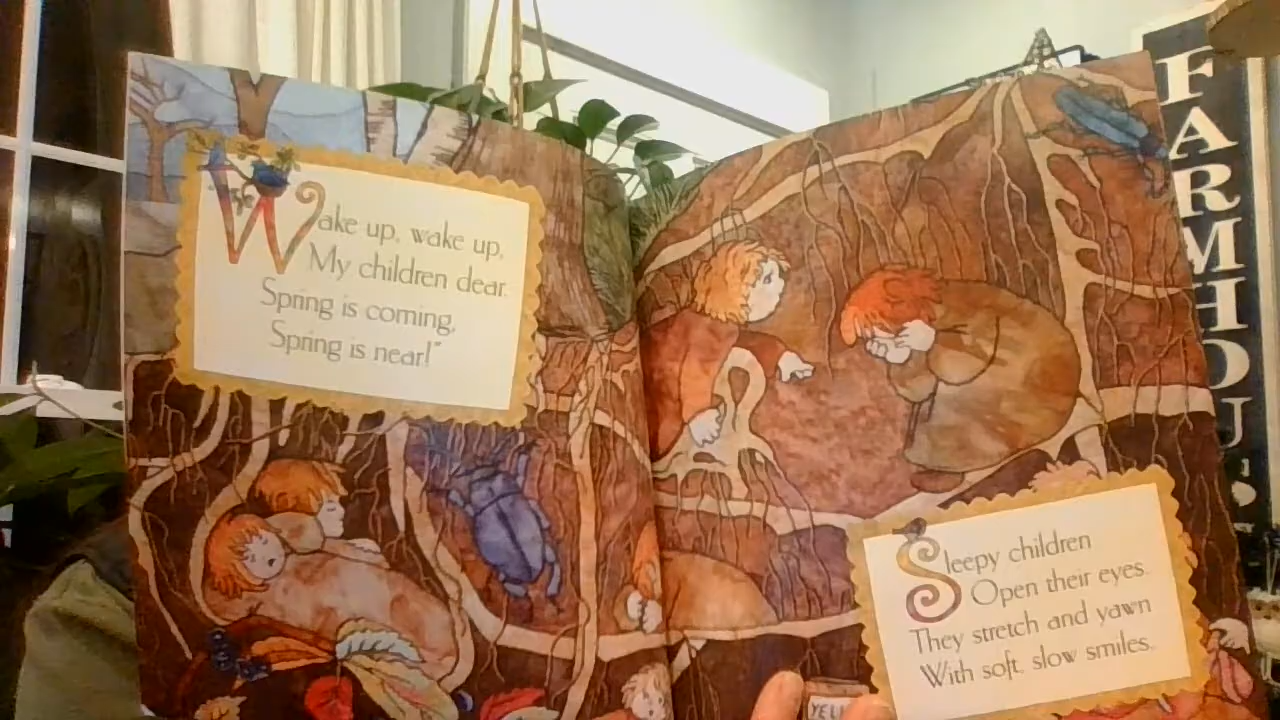 Wake up, wake up,
My children dear.
Spring is coming,
Spring is near!"
Sleepy children
Open their eyes.
They stretch and yawn
With soft, slow smiles.
YEL
FARMHOU